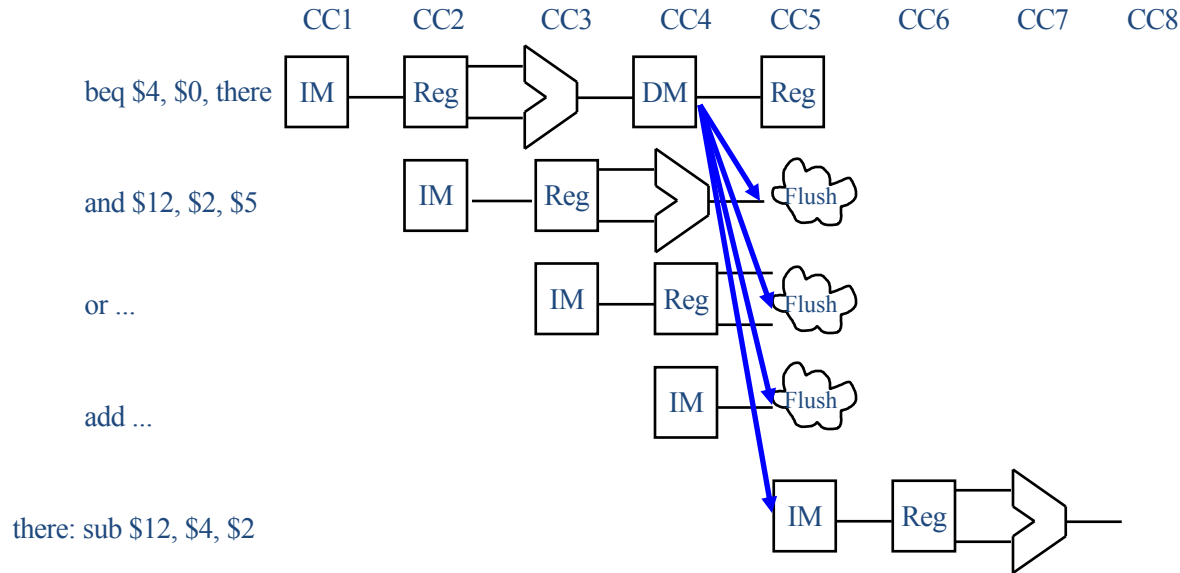 CC1 CC2 CC3 CC4 CC5 CC6 CC7 CC8
beq $4, $0, there IM Reg DM Reg
and $12, $2, $5 IM Reg Flush
or ... IM Reg Flush
add ... IM Flush
there: sub $12, $4, $2 IM Reg